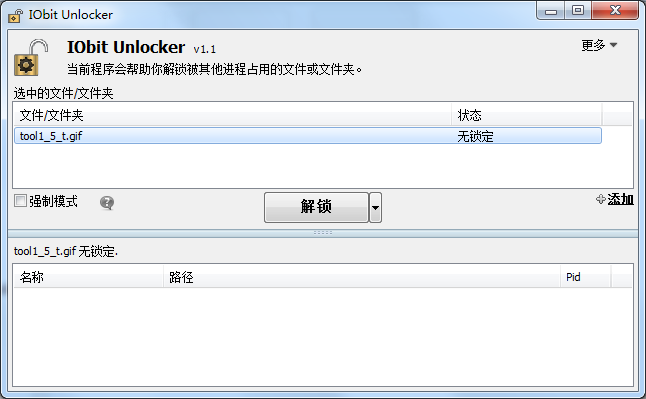 IObit Unlocker
IObit Unlocker v1.1
更多
当前程序会帮助你解锁被其他进程占用的文件或文件夹。
选中的文件/文件夹
文件/文件夹 状态
tool1_5_t.gif 无锁定
强制模式 ? 解锁 添加
tool1_5_t.gif 无锁定.
名称 路径 Pid